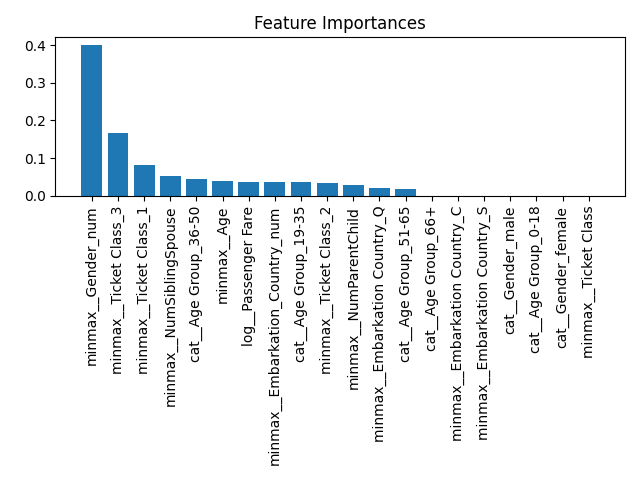 Feature Importances
0.4
0.3
0.2
0.1
0.0
minmax__Gender_num
minmax__Ticket Class_3
minmax__Ticket Class_1
minmax__NumSiblingSpouse
cat__Age Group_36-50
minmax__Age
log__Passenger Fare
minmax__Embarkation_Country_num
cat__Age Group_19-35
minmax__Ticket Class_2
minmax__NumParentChild
minmax__Embarkation Country_Q
cat__Age Group_51-65
cat__Age Group_66+
minmax__Embarkation Country_C
minmax__Embarkation Country_S
cat__Gender_male
cat__Age Group_0-18
cat__Gender_female
minmax__Ticket Class